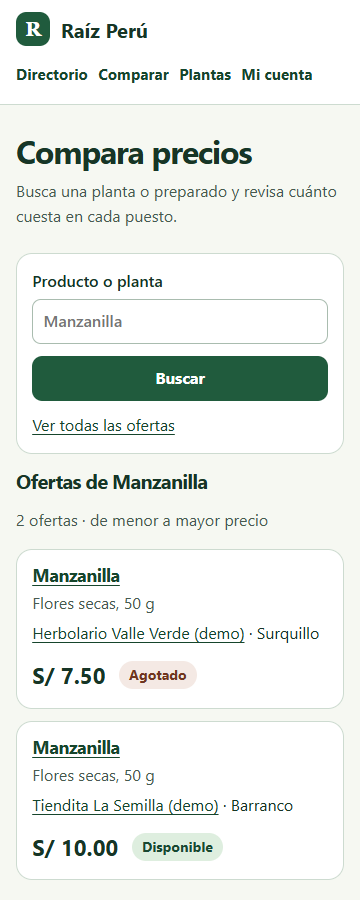 R Raíz Perú
Directorio Comparar Plantas Mi cuenta
Compara precios
Busca una planta o preparado y revisa cuánto
cuesta en cada puesto.
Producto o planta
Manzanilla
Buscar
Ver todas las ofertas
Ofertas de Manzanilla
2 ofertas · de menor a mayor precio
Manzanilla
Flores secas, 50 g
Herbolario Valle Verde (demo) · Surquillo
S/ 7.50 Agotado
Manzanilla
Flores secas, 50 g
Tiendita La Semilla (demo) · Barranco
S/ 10.00 Disponible